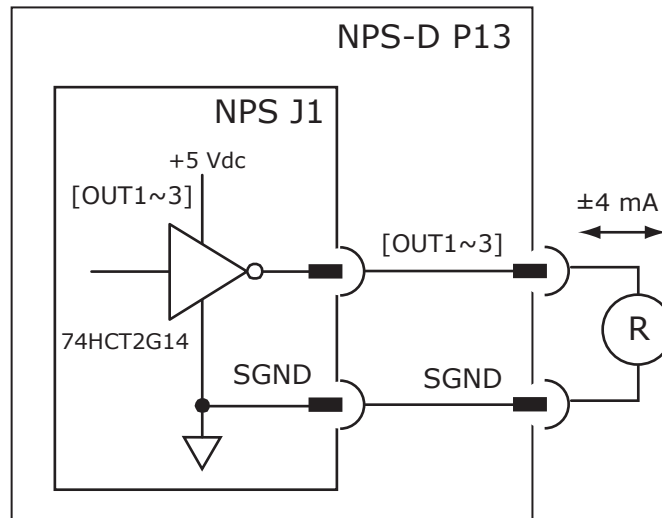 NPS-D P13
NPS J1
+5 Vdc
[OUT1~3]
±4 mA
[OUT1~3]
R
74HCT2G14
SGND
SGND